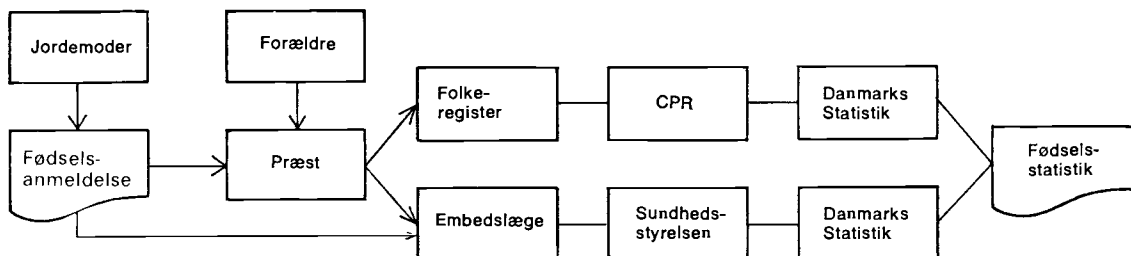 Jordemoder
Forældre
Folke-
register
CPR
Danmarks
Statistik
Fødsels-
anmeldelse
Præst
Fødsels-
statistik
Embedslæge
Sundheds-
styrelsen
Danmarks
Statistik